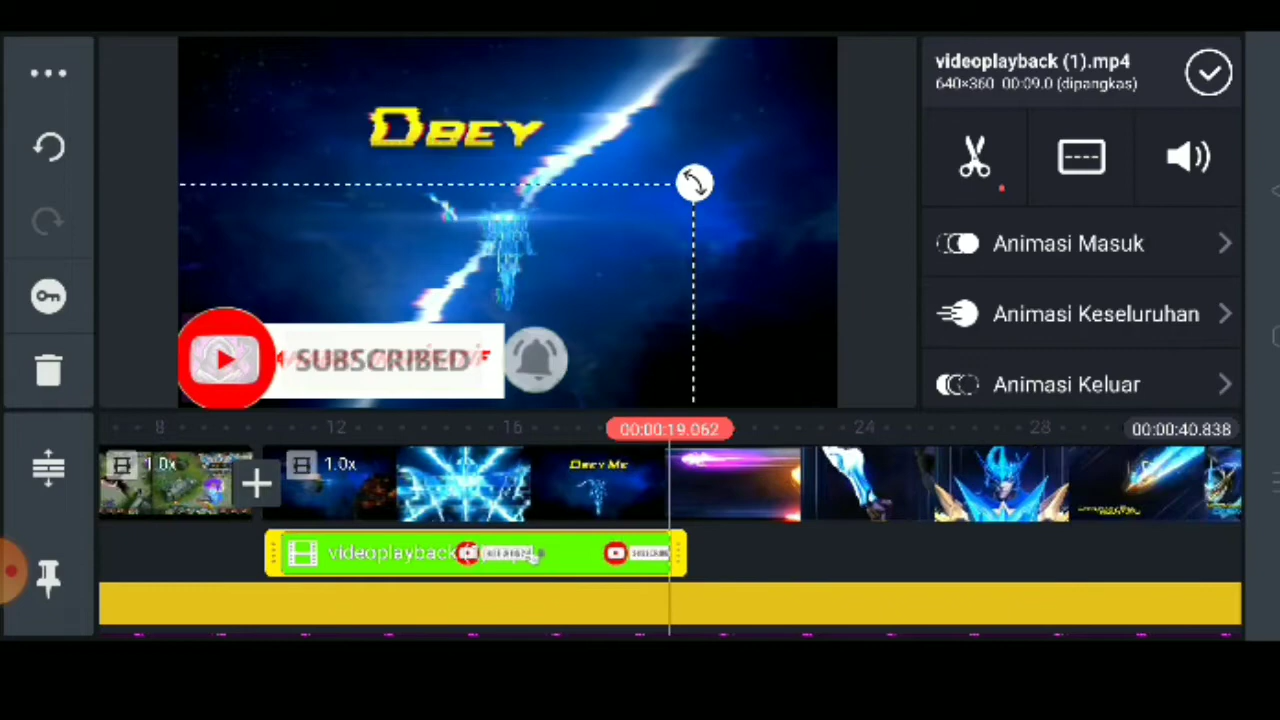 videoplayback (1).mp4
640×360 00:09.0 (dipangkas)
OBEY
Animasi Masuk
Animasi Keseluruhan
SUBSCRIBED
Animasi Keluar
8 12 16 00:00:19.062 24 28 00:00:40.838
1.0x 1.0x
OBEY ME
videoplayback